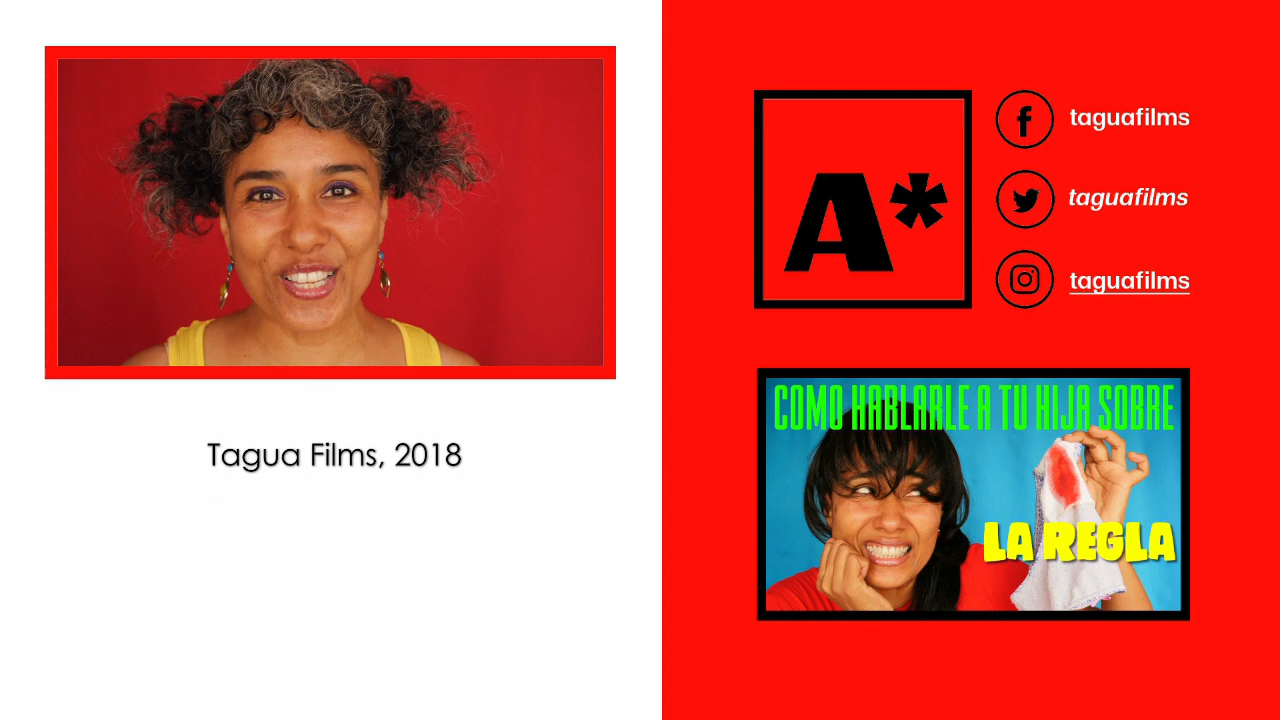 Tagua Films, 2018
A*
taguafilms
taguafilms
taguafilms
COMO HABLARLE A TU HIJA SOBRE
LA REGLA